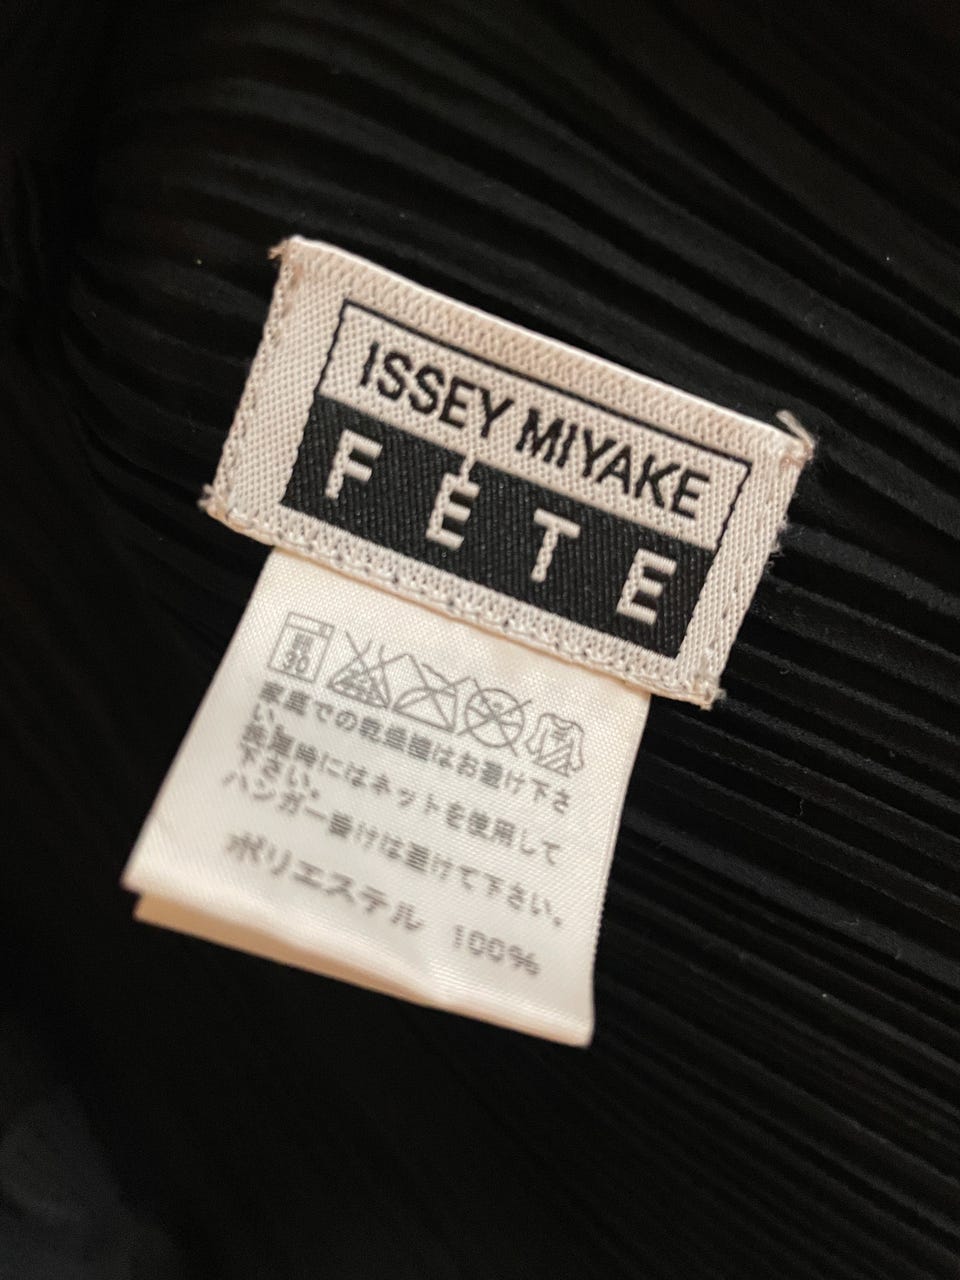 ISSEY MIYAKE
FÊTE
30
家庭での乾燥機はお避け下さ
い。
洗濯時にはネットを使用して
下さい。
ハンガー掛けは避けて下さい。
ポリエステル 100%